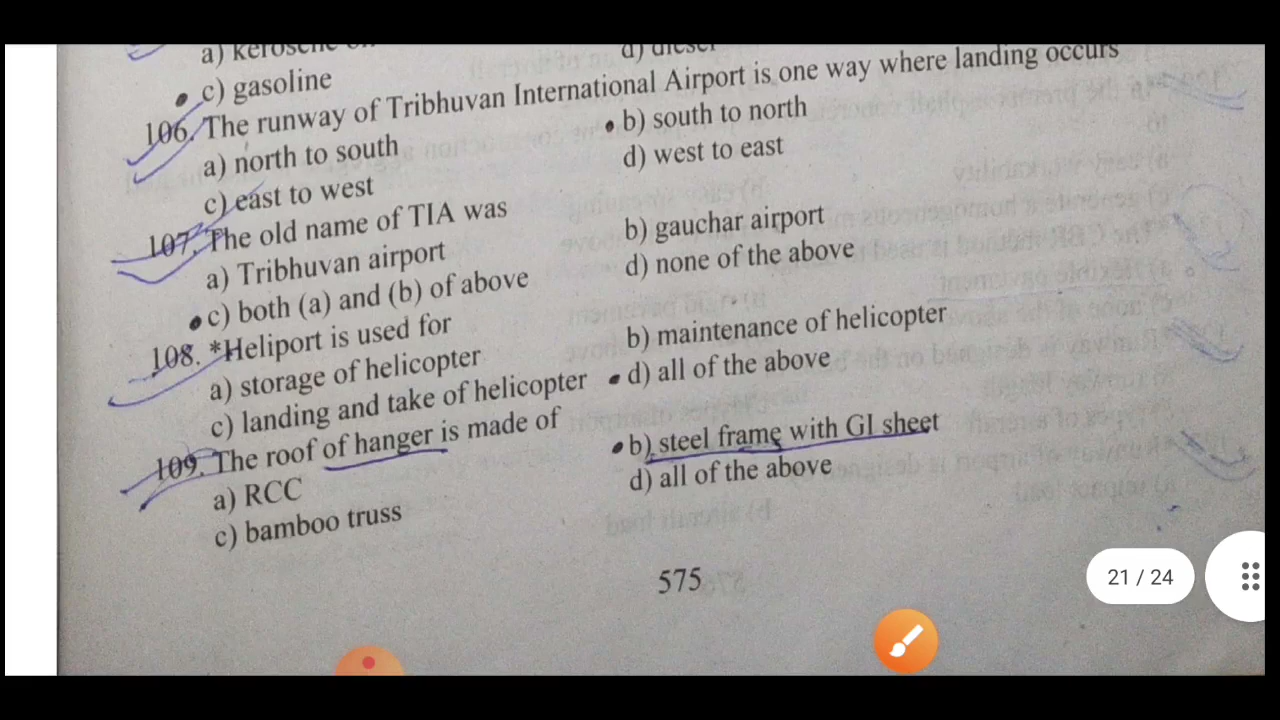 a) kerosene
d) diesel
c) gasoline
106. The runway of Tribhuvan International Airport is one way where landing occurs
a) north to south
b) south to north
c) east to west
d) west to east
107. The old name of TIA was
a) Tribhuvan airport
b) gauchar airport
c) both (a) and (b) of above
d) none of the above
108. *Heliport is used for
a) storage of helicopter
b) maintenance of helicopter
c) landing and take of helicopter
d) all of the above
109. The roof of hanger is made of
a) RCC
b) steel frame with GI sheet
c) bamboo truss
d) all of the above
575
21 / 24